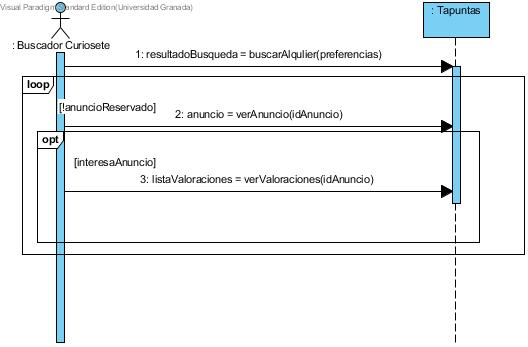 Visual Paradigm Standard Edition(Universidad Granada)
: Tapuntas
: Buscador Curiosete
1: resultadoBusqueda = buscarAlqulier(preferencias)
loop
[!anuncioReservado]
2: anuncio = verAnuncio(idAnuncio)
opt
[interesaAnuncio]
3: listaValoraciones = verValoraciones(idAnuncio)